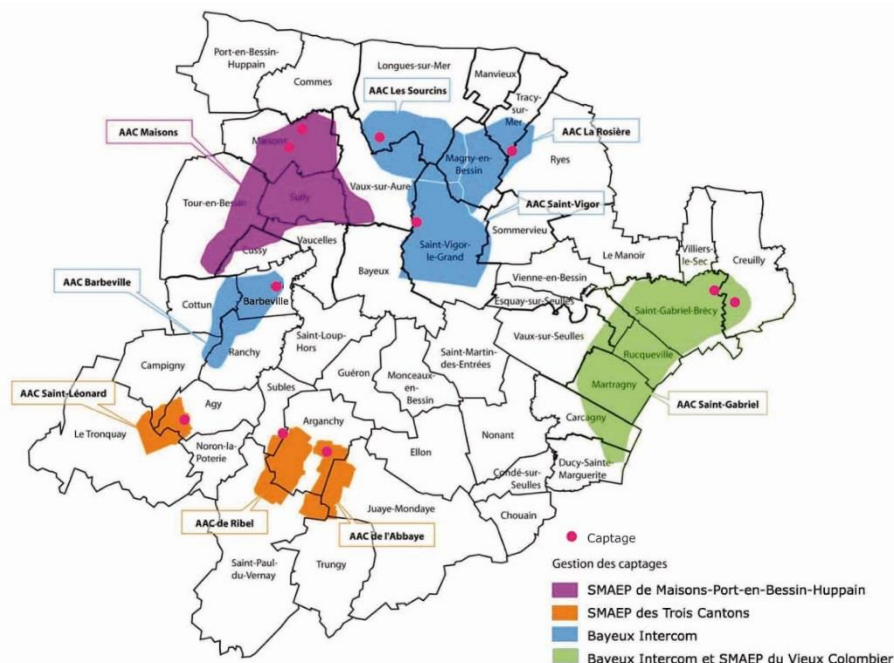 Port-en-Bessin-
Huppain
Commes
Longues-sur-Mer
Manvieux
Tracy-
sur-
Mer
AAC Les Sourcins
AAC Maisons
Maisons
AAC La Rosière
Magny-en-
Bessin
Ryes
Tour-en-Bessin
Sully
Vaux-sur-Aure
AAC Saint-Vigor
Cussy
Vaucelles
Saint-Vigor-
le-Grand
Sommervieu
Le Manoir
Villiers-
le-Sec
Creuilly
AAC Barbeville
Bayeux
Vienne-en-Bessin
Esquay-sur-Seulles
Cottun
Barbeville
Saint-Gabriel-Brécy
Saint-Loup-
Hors
Vaux-sur-Seulles
Ranchy
Rucqueville
Campigny
Guéron
Saint-Martin-
des-Entrées
Monceaux-
en-
Bessin
Martragny
AAC Saint-Léonard
Subles
Agy
AAC Saint-Gabriel
Carcagny
Arganchy
Le Tronquay
Noron-la-
Poterie
Ellon
Nonant
Ducy-Sainte-
Marguerite
Condé-sur-
Seulles
AAC de Ribel
Juaye-Mondaye
Chouain
AAC de l'Abbaye
Saint-Paul-
du-Vernay
Trungy
Captage
Gestion des captages
SMAEP de Maisons-Port-en-Bessin-Huppain
SMAEP des Trois Cantons
Bayeux Intercom
Bayeux Intercom et SMAEP du Vieux Colombier